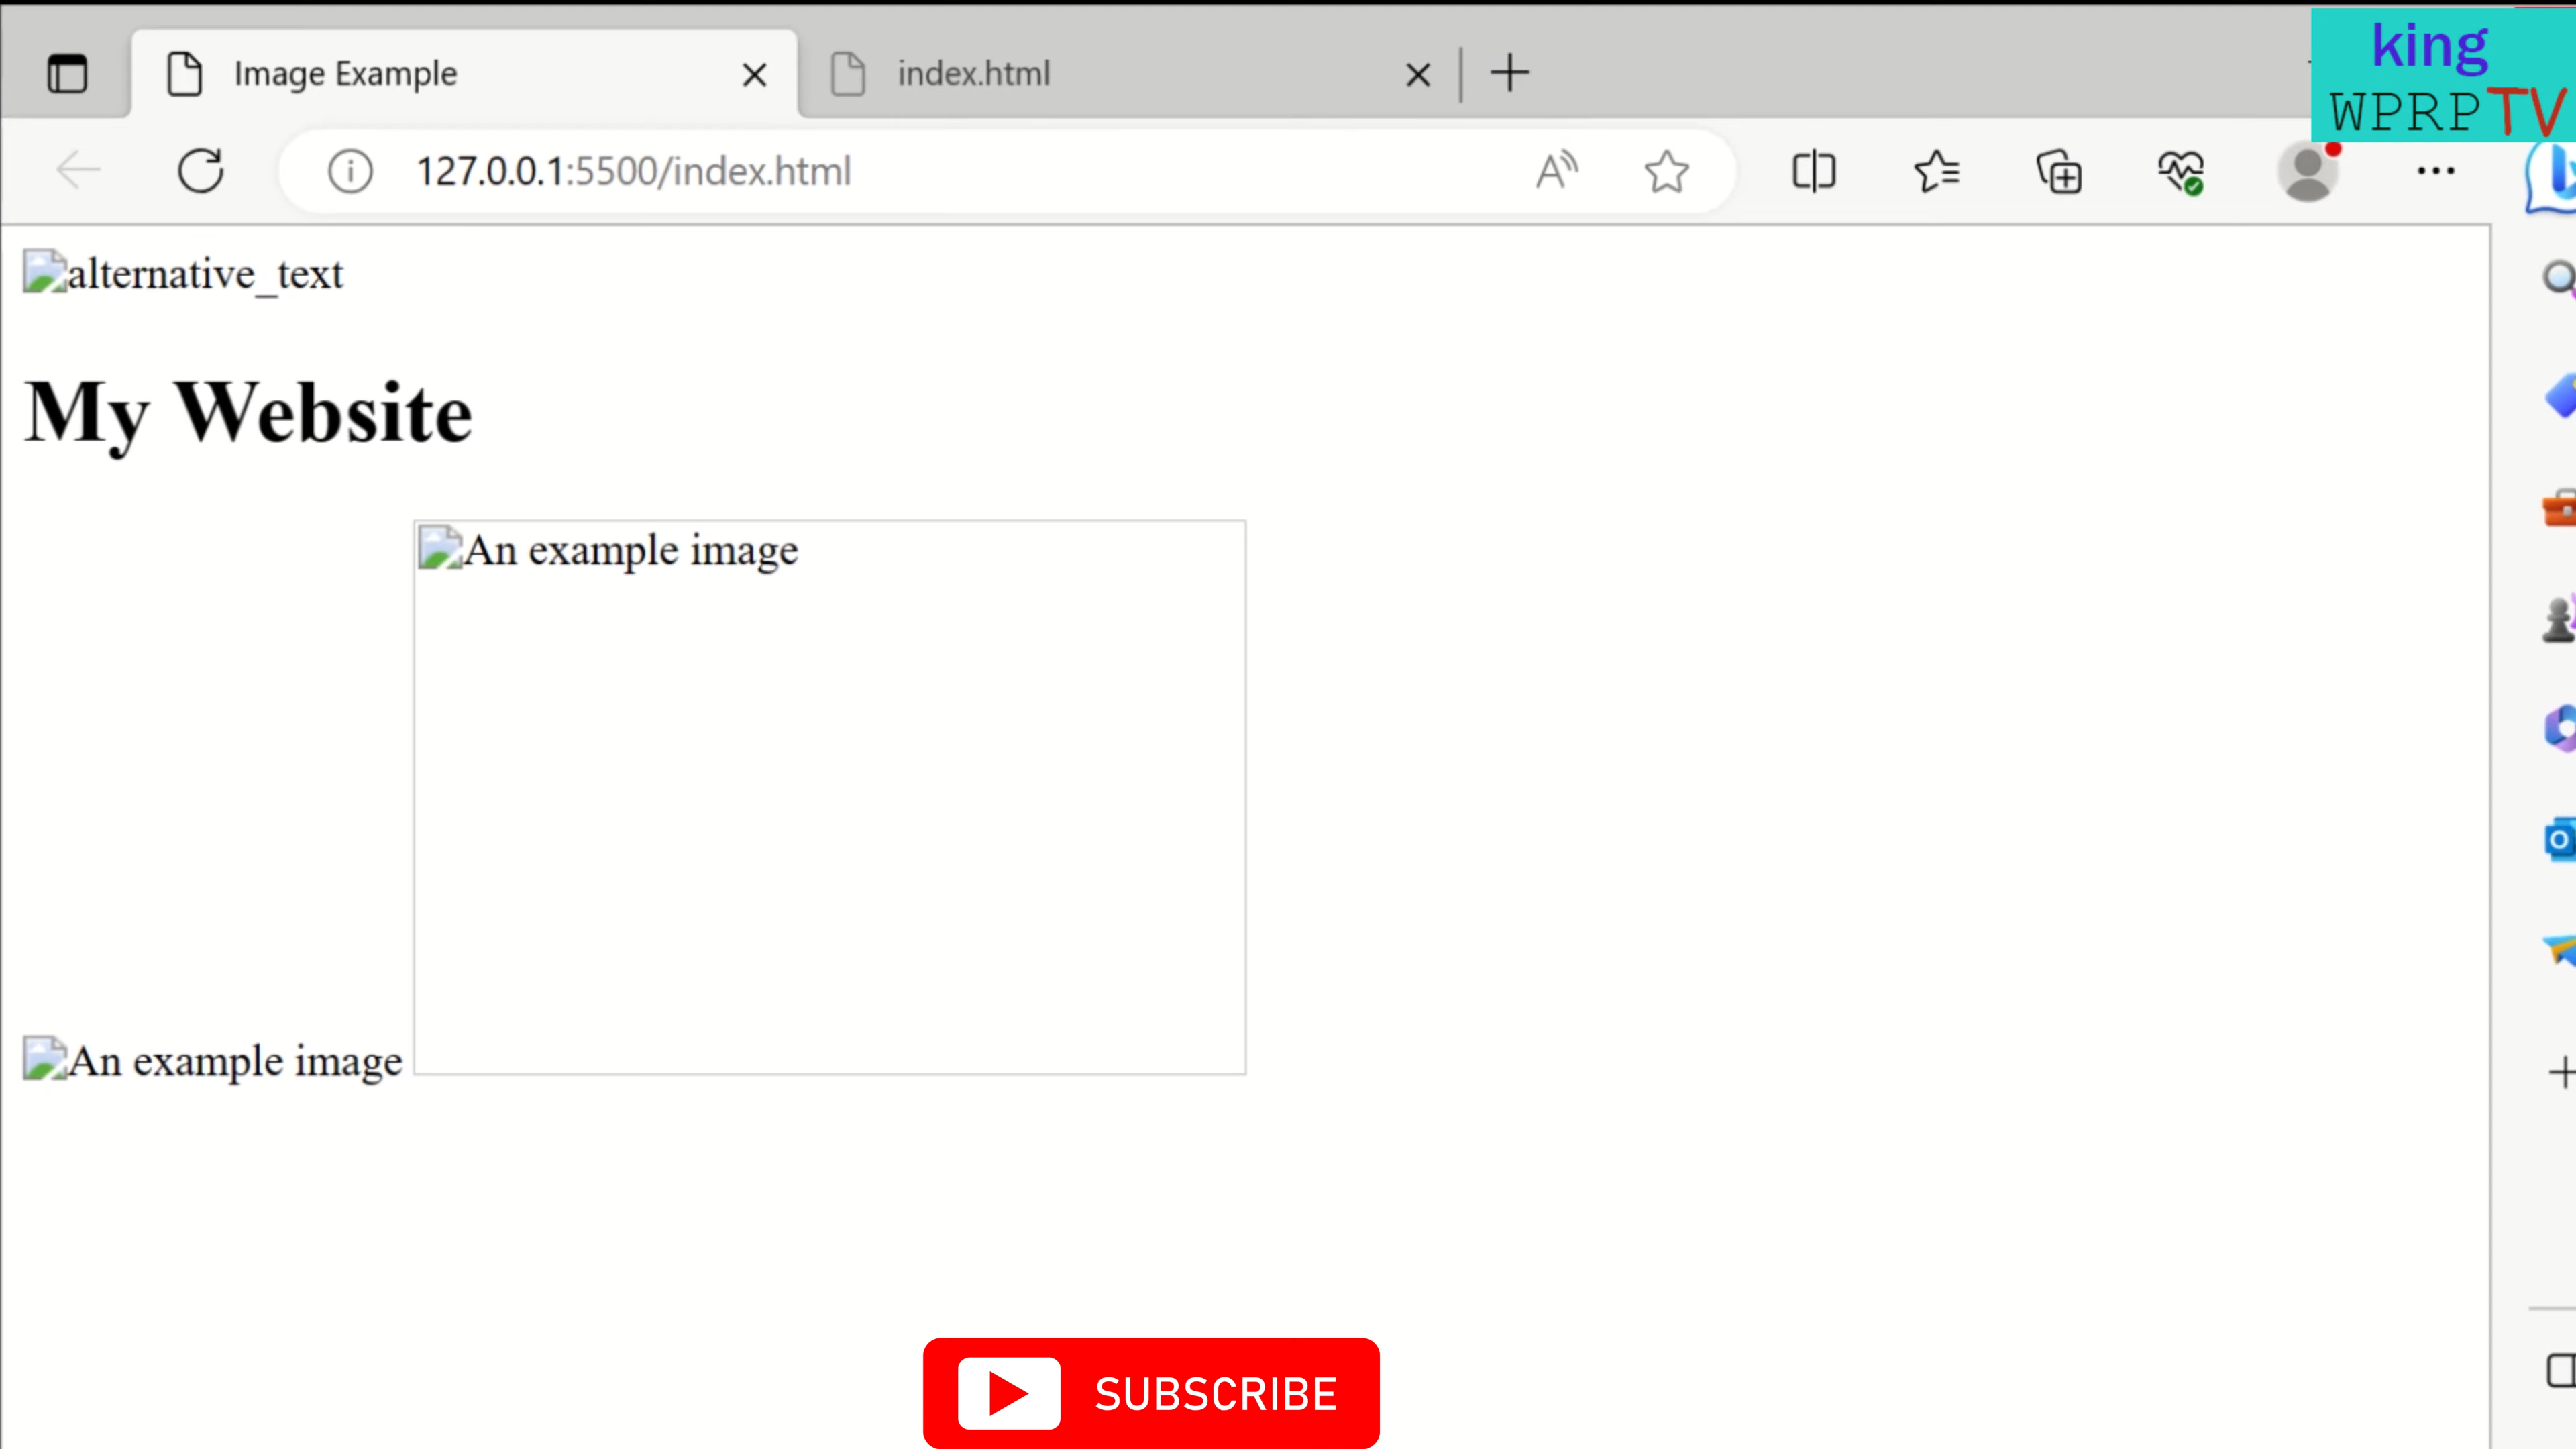 Image Example
index.html
king
WPRPTV
127.0.0.1:5500/index.html
alternative_text
My Website
An example image
An example image
SUBSCRIBE